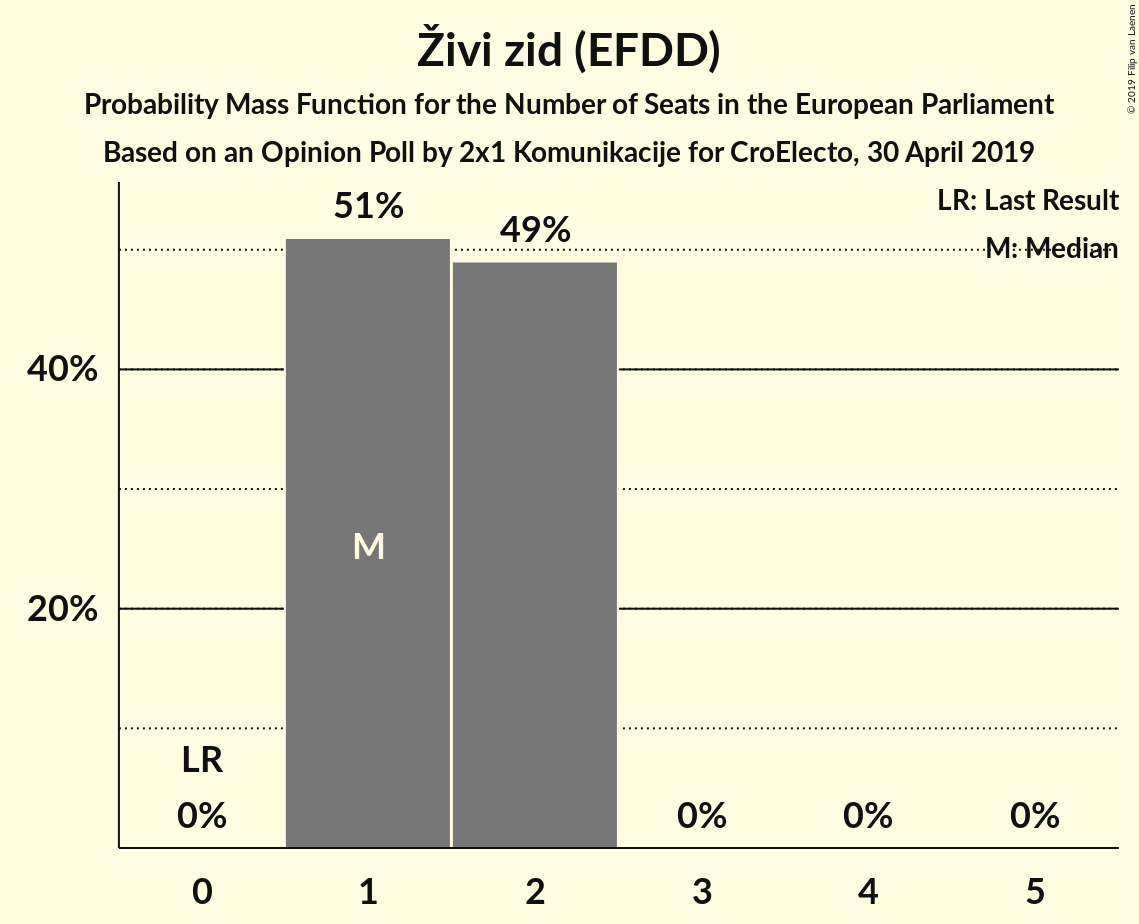 Živi zid (EFDD)
Probability Mass Function for the Number of Seats in the European Parliament
Based on an Opinion Poll by 2x1 Komunikacije for CroElecto, 30 April 2019
© 2019 Filip van Laenen
LR: Last Result
M: Median
51%
49%
40%
M
20%
LR
0%
0%
0%
0%
0 1 2 3 4 5